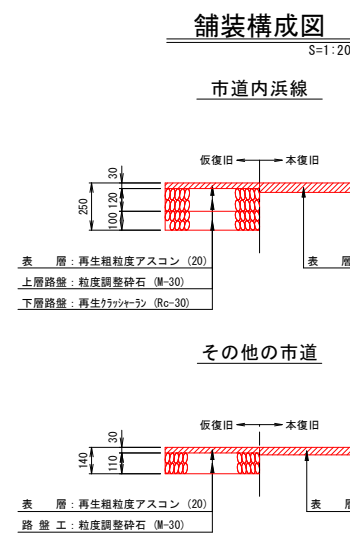 舗装構成図
S=1:20
市道内浜線
仮復旧 本復旧
30
120
100
250
表 層：再生粗粒度アスコン (20)
表 層
上層路盤：粒度調整砕石 (M-30)
下層路盤：再生クラッシャーラン (Rc-30)
その他の市道
仮復旧 本復旧
30
110
140
表 層：再生粗粒度アスコン (20)
表 層
路 盤 工：粒度調整砕石 (M-30)